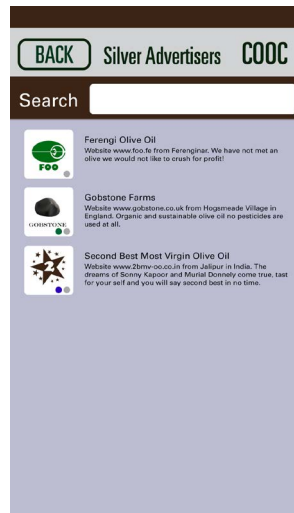 BACK Silver Advertisers COOC
Search
Ferengi Olive Oil
Website www.foo.fe from Ferenginar. We have not met an
olive we would not like to crush for profit!
FOO
Gobstone Farms
Website www.gobstone.co.uk from Hogsmeade Village in
England. Organic and sustainable olive oil no pesticides are
used at all.
GOBSTONE
Second Best Most Virgin Olive Oil
Website www.2bmv-oo.co.in from Jalipur in India. The
dreams of Sonny Kapoor and Murial Donnely come true, tast
for your self and you will say second best in no time.
2